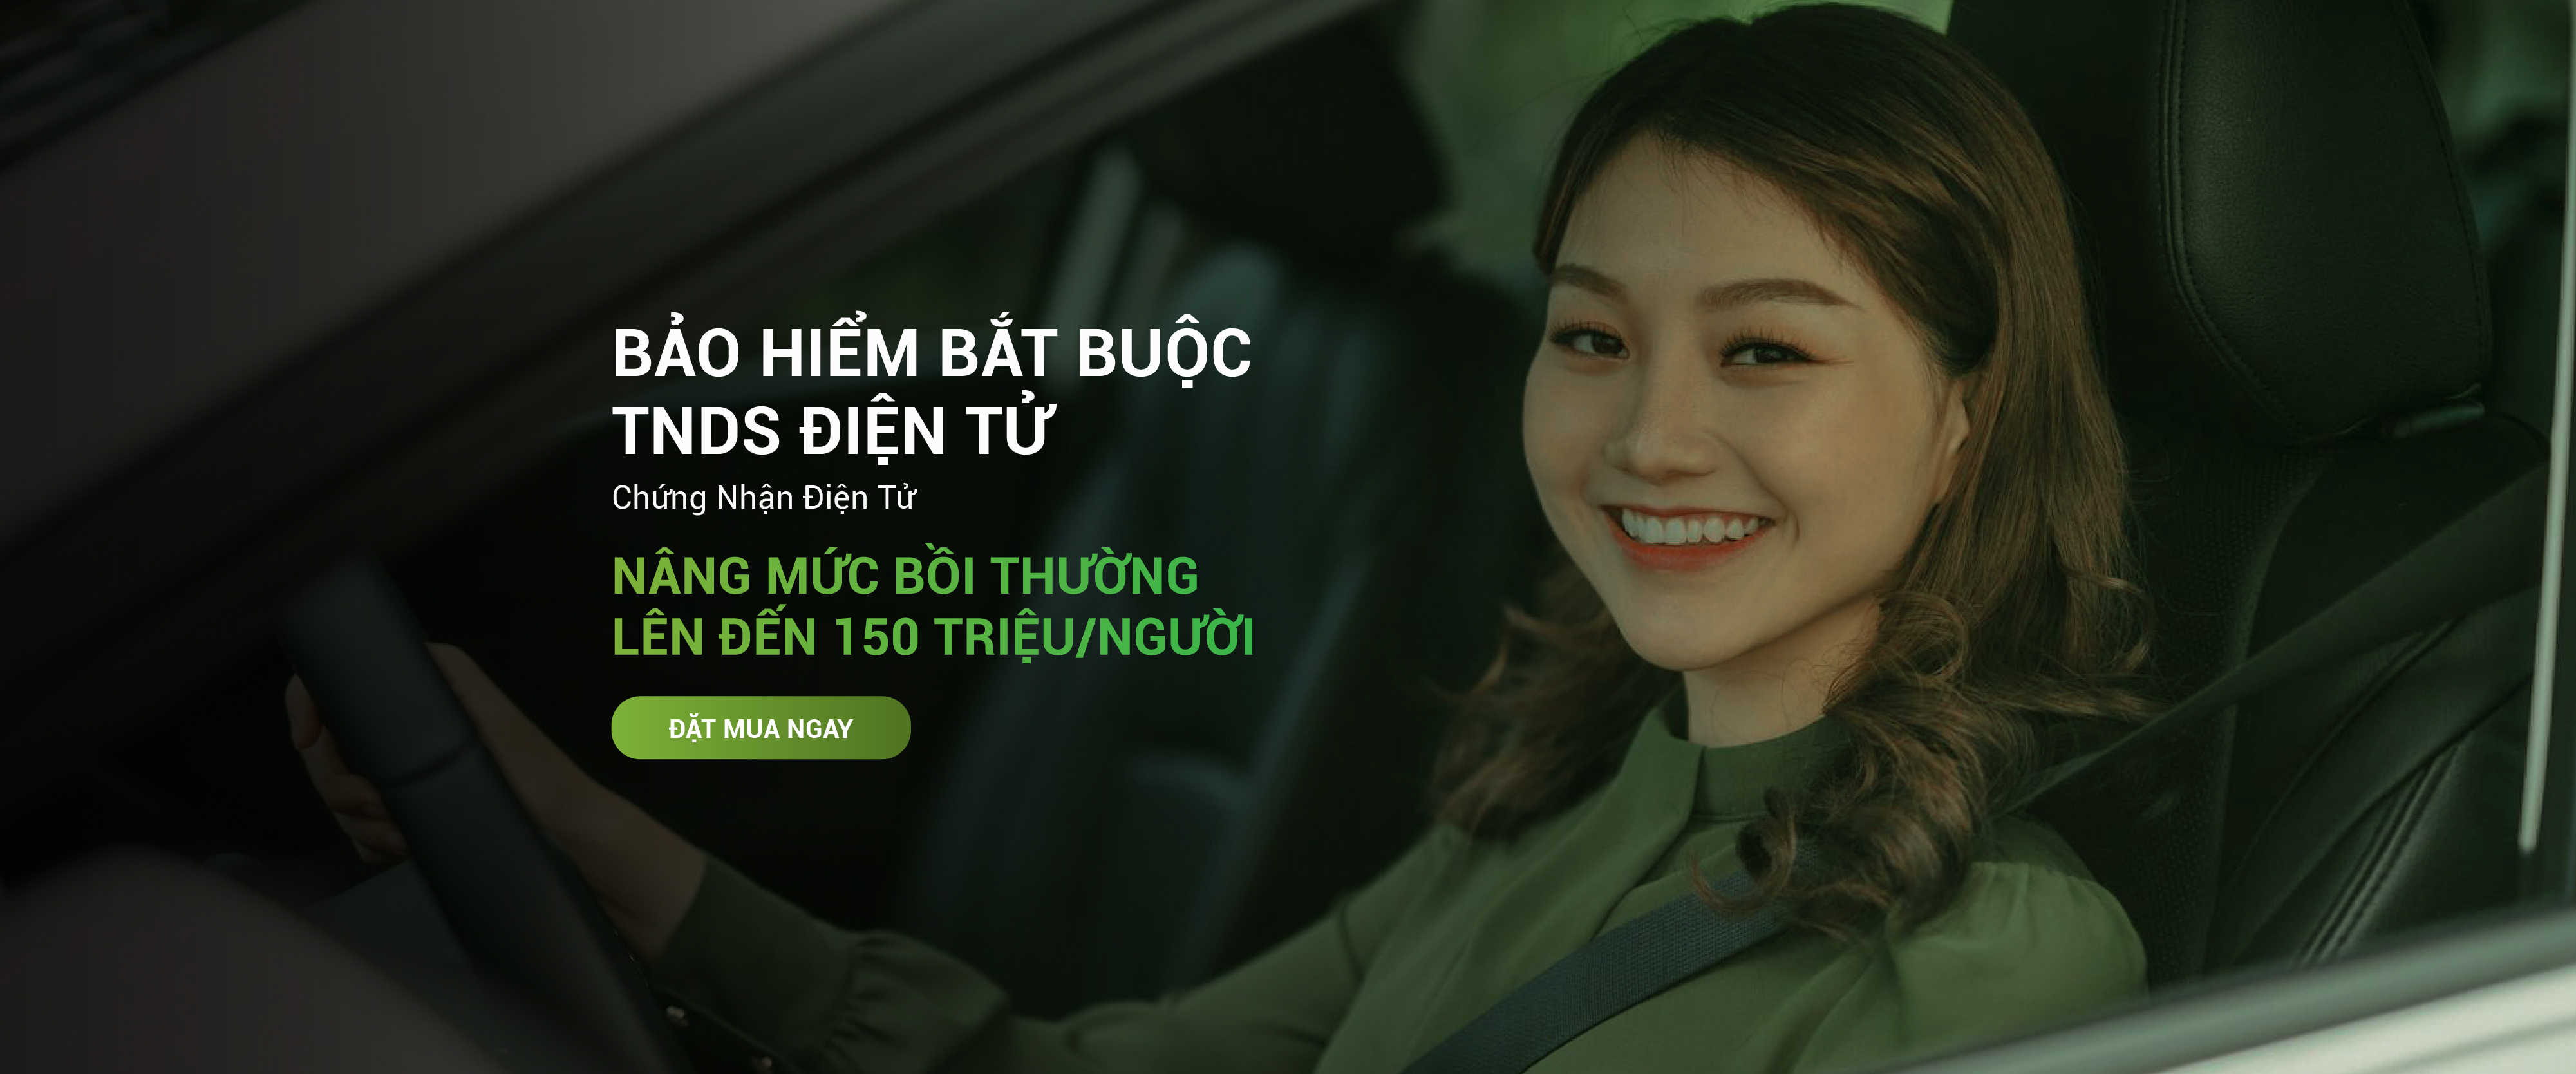 BẢO HIỂM BẮT BUỘC
TNDS ĐIỆN TỬ
Chứng Nhận Điện Tử
NÂNG MỨC BỒI THƯỜNG
LÊN ĐẾN 150 TRIỆU/NGƯỜI
ĐẶT MUA NGAY